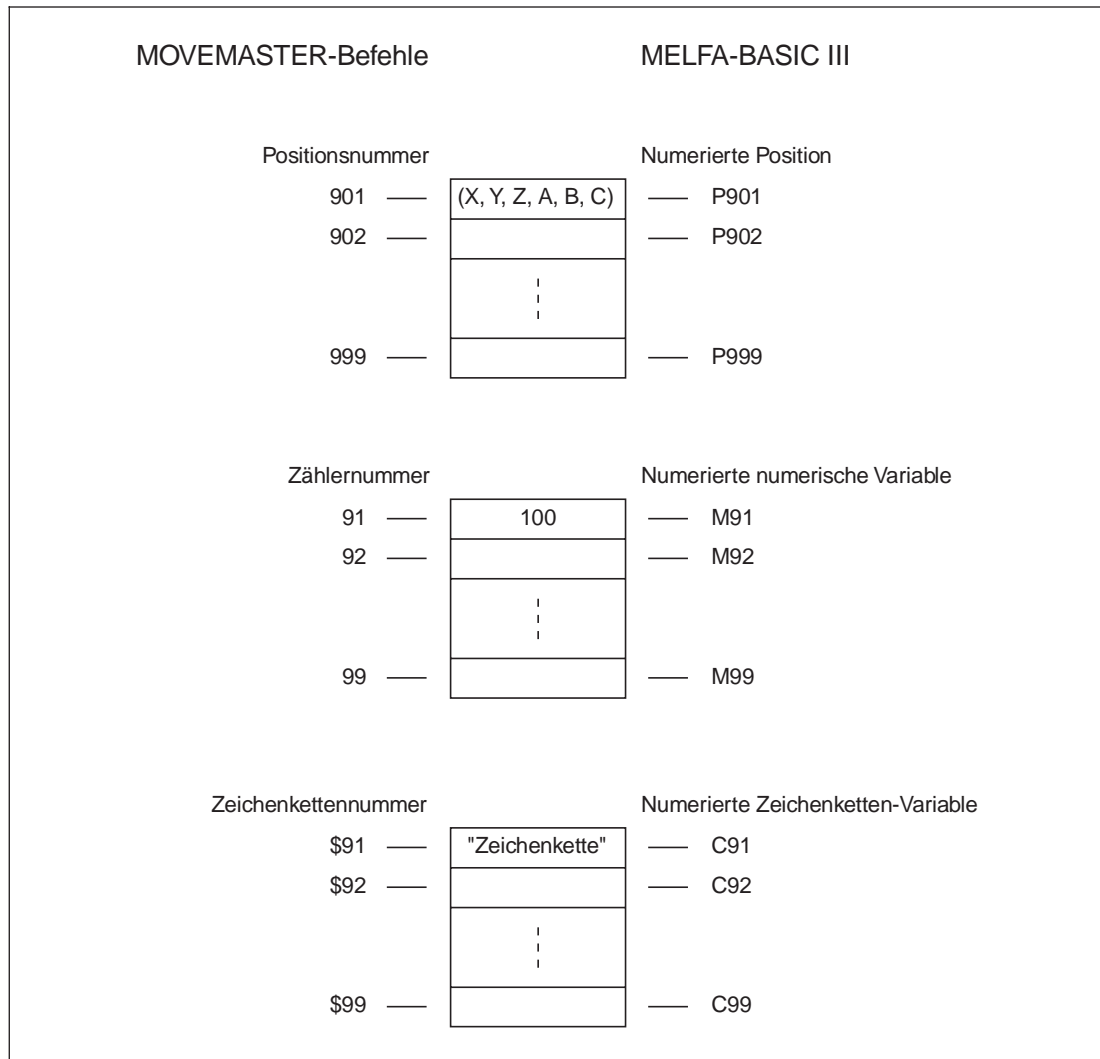 MOVEMASTER-Befehle MELFA-BASIC III
Positionsnummer Numerierte Position
901 (X, Y, Z, A, B, C) P901
902 P902
999 P999
Zählernummer Numerierte numerische Variable
91 100 M91
92 M92
99 M99
Zeichenkettennummer Numerierte Zeichenketten-Variable
$91 "Zeichenkette" C91
$92 C92
$99 C99